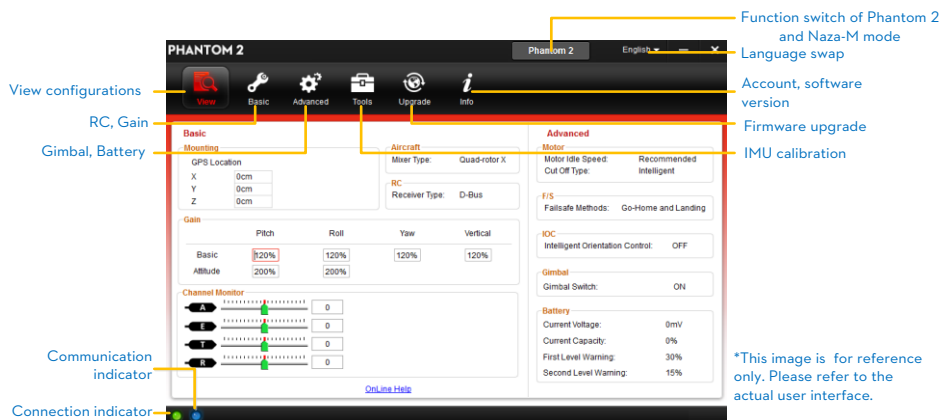 Function switch of Phantom 2
and Naza-M mode
Language swap
PHANTOM 2
Phantom 2
English
View configurations
View
Basic
Advanced
Tools
Upgrade
Info
Account, software
version
RC, Gain
Firmware upgrade
Gimbal, Battery
IMU calibration
Basic
Mounting
GPS Location
X 0cm
Y 0cm
Z 0cm
Aircraft
Mixer Type: Quad-rotor X
RC
Receiver Type: D-Bus
Gain
Pitch Roll Yaw Vertical
Basic 120% 120% 120% 120%
Attitude 200% 200%
Channel Monitor
A 0
E 0
T 0
R 0
OnLine Help
Advanced
Motor
Motor Idle Speed: Recommended
Cut Off Type: Intelligent
F/S
Failsafe Methods: Go-Home and Landing
IOC
Intelligent Orientation Control: OFF
Gimbal
Gimbal Switch: ON
Battery
Current Voltage: 0mV
Current Capacity: 0%
First Level Warning: 30%
Second Level Warning: 15%
Communication
indicator
Connection indicator
*This image is for reference
only. Please refer to the
actual user interface.